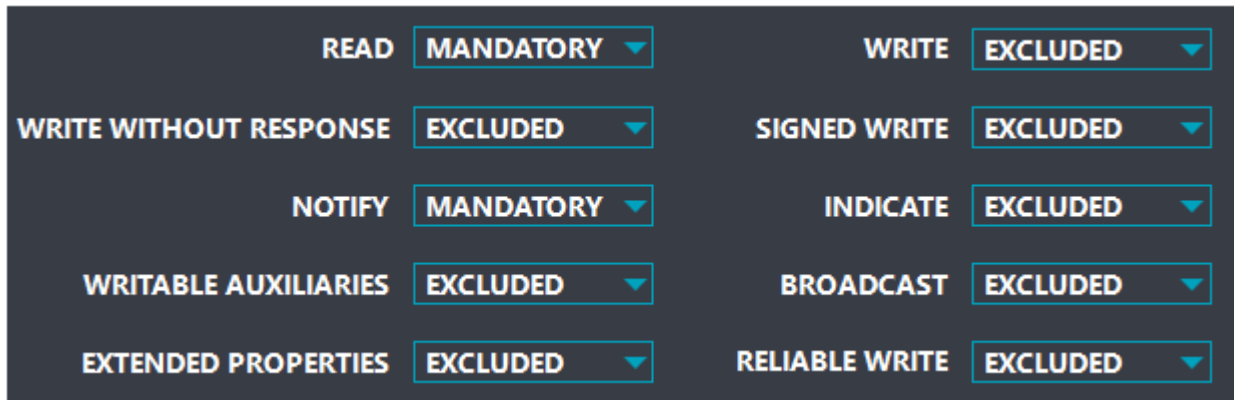 READ MANDATORY WRITE EXCLUDED
WRITE WITHOUT RESPONSE EXCLUDED SIGNED WRITE EXCLUDED
NOTIFY MANDATORY INDICATE EXCLUDED
WRITABLE AUXILIARIES EXCLUDED BROADCAST EXCLUDED
EXTENDED PROPERTIES EXCLUDED RELIABLE WRITE EXCLUDED